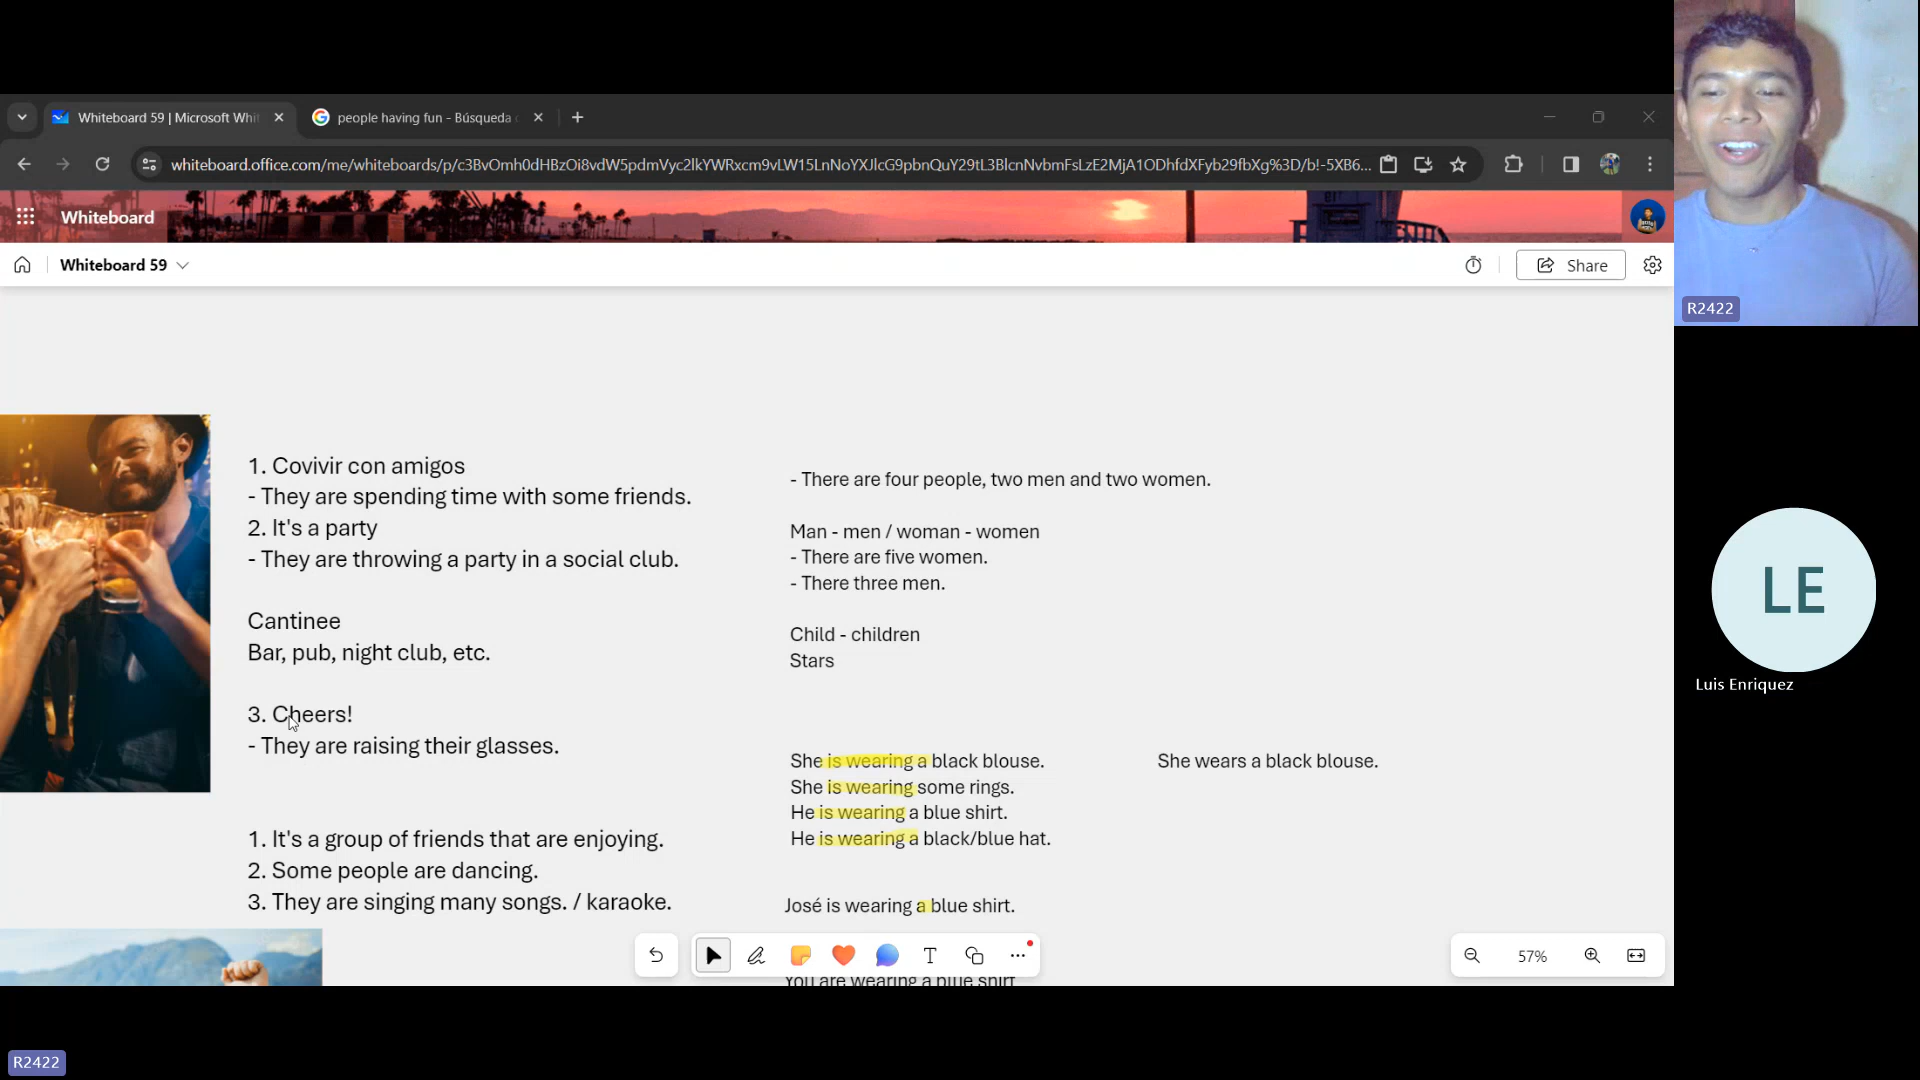 Whiteboard 59 | Microsoft Whit
people having fun - Búsqueda
whiteboard.office.com/me/whiteboards/p/c3BvOmh0dHBzOi8vdW5pdmVyc2lkYWRxcm9vLW15LnNoYXJlcG9pbnQuY29tL3BlcnNvbmFsLzE2MjA1ODhfdXFyb29fbXg%3D/b!-5XB6...
Whiteboard
Whiteboard 59
Share
1. Covivir con amigos
- They are spending time with some friends.
2. It's a party
- They are throwing a party in a social club.
Cantinee
Bar, pub, night club, etc.
3. Cheers!
- They are raising their glasses.
1. It's a group of friends that are enjoying.
2. Some people are dancing.
3. They are singing many songs. / karaoke.
- There are four people, two men and two women.
Man - men / woman - women
- There are five women.
- There three men.
Child - children
Stars
She is wearing a black blouse.
She is wearing some rings.
He is wearing a blue shirt.
He is wearing a black/blue hat.
She wears a black blouse.
José is wearing a blue shirt.
You are wearing a blue shirt
57%
R2422
LE
Luis Enriquez
R2422